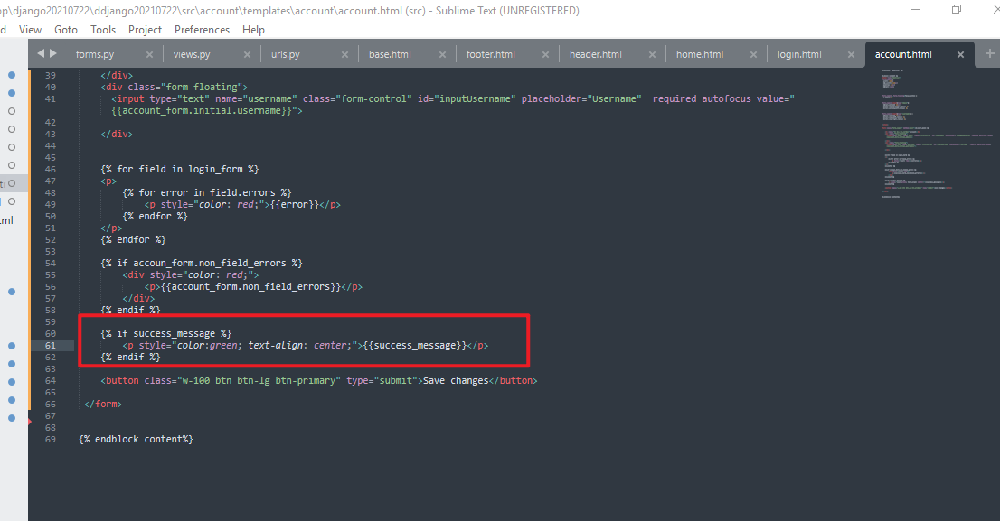 op\django20210722\ddjango20210722\src\account\templates\account\account.html (src) - Sublime Text (UNREGISTERED)
d View Goto Tools Project Preferences Help
forms.py × views.py × urls.py × base.html × footer.html × header.html × home.html × login.html × account.html ×
39 </div>
40 <div class="form-floating">
41 <input type="text" name="username" class="form-control" id="inputUsername" placeholder="Username"  required autofocus value="
{{account_form.initial.username}}">
42
43 </div>
44
45
46 {% for field in login_form %}
47 <p>
48 {% for error in field.errors %}
49 <p style="color: red;">{{error}}</p>
50 {% endfor %}
51 </p>
52 {% endfor %}
53
54 {% if accoun_form.non_field_errors %}
55 <div style="color: red;">
56 <p>{{account_form.non_field_errors}}</p>
57 </div>
58 {% endif %}
59
60 {% if success_message %}
61 <p style="color:green; text-align: center;">{{success_message}}</p>
62 {% endif %}
63
64 <button class="w-100 btn btn-lg btn-primary" type="submit">Save changes</button>
65
66 </form>
67
68
69 {% endblock content%}
tml